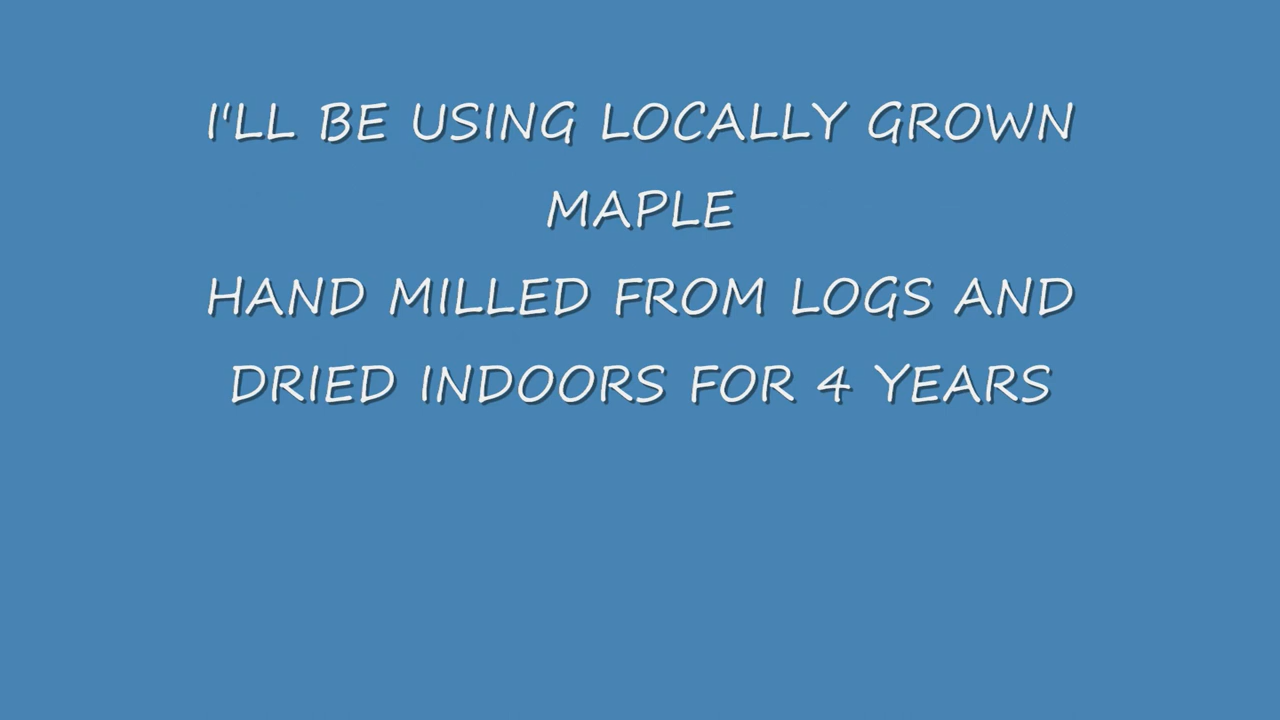 I'LL BE USING LOCALLY GROWN
MAPLE
HAND MILLED FROM LOGS AND
DRIED INDOORS FOR 4 YEARS